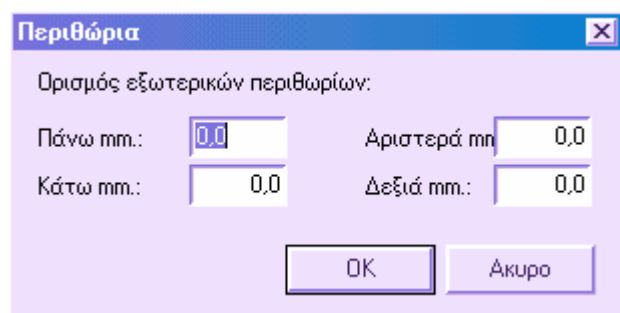 Περιθώρια
Ορισμός εξωτερικών περιθωρίων:
Πάνω mm.: 0,0 Αριστερά mm 0,0
Κάτω mm.: 0,0 Δεξιά mm.: 0,0
OK Ακυρο